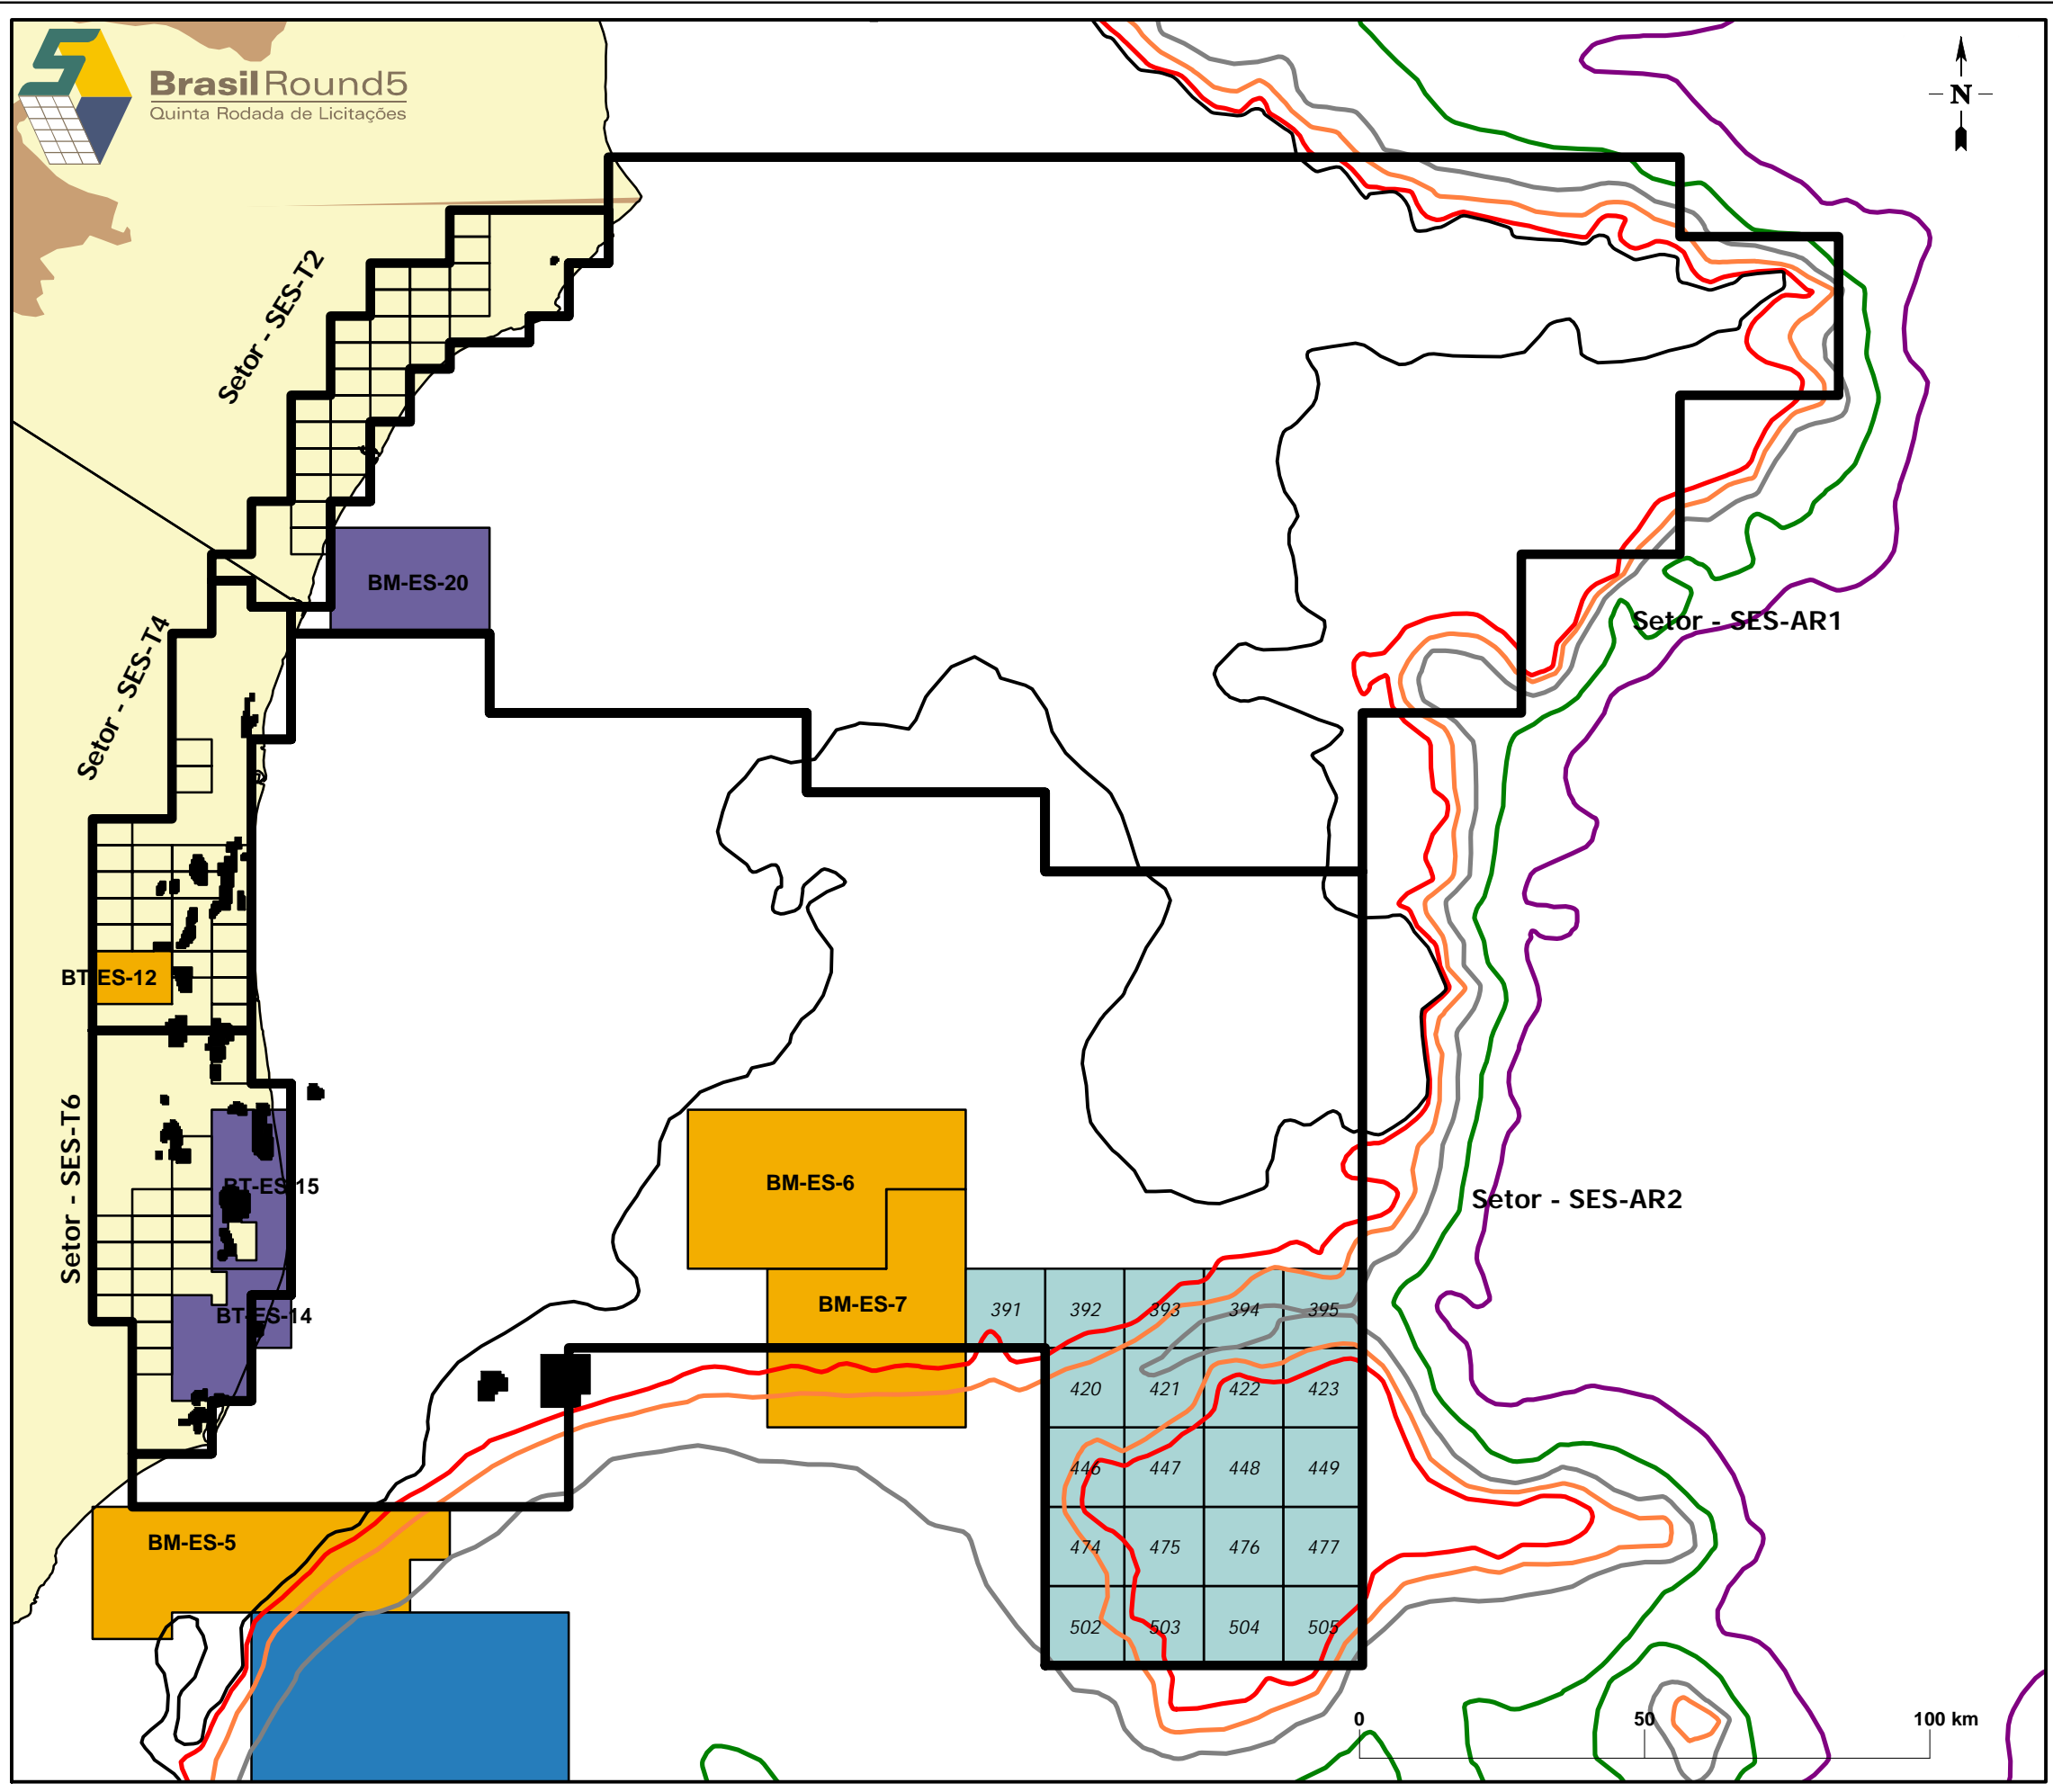 BrasilRound5
Quinta Rodada de Licitações
N
Setor - SES-T2
BM-ES-20
Setor - SES-AR1
Setor - SES-T4
BT-ES-12
Setor - SES-T6
BT-ES-15
BM-ES-6
Setor - SES-AR2
BM-ES-7
BT-ES-14
391 392 393 394 395
420 421 422 423
446 447 448 449
BM-ES-5
474 475 476 477
502 503 504 505
0 50 100 km